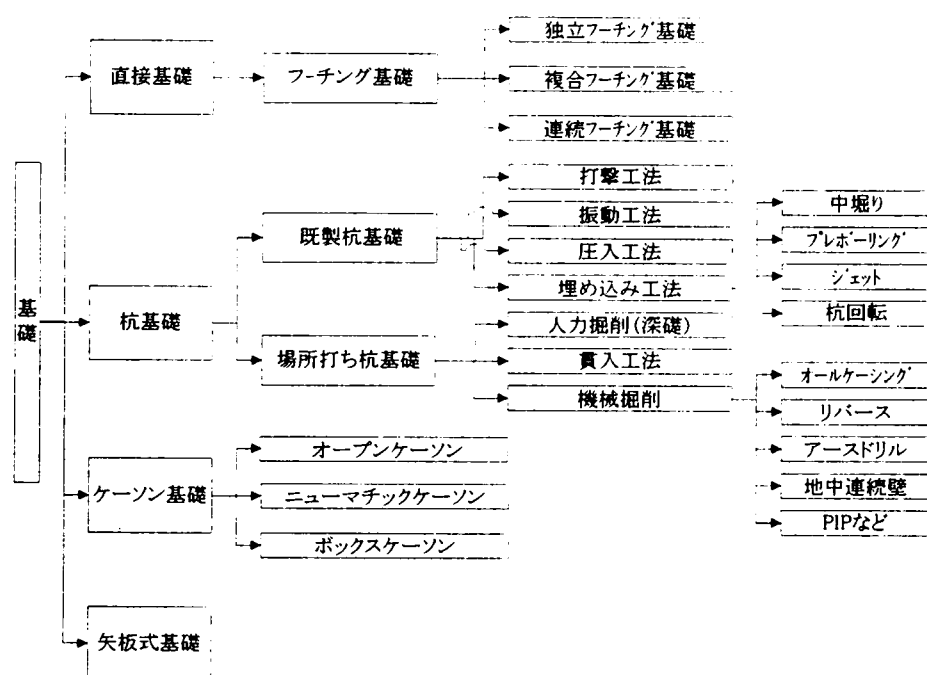 基礎
直接基礎
フーチング基礎
独立フーチング基礎
複合フーチング基礎
連続フーチング基礎
杭基礎
既製杭基礎
打撃工法
振動工法
圧入工法
埋め込み工法
中堀り
プレボーリング
ジェット
杭回転
場所打ち杭基礎
人力掘削(深礎)
貫入工法
機械掘削
オールケーシング
リバース
アースドリル
地中連続壁
PIPなど
ケーソン基礎
オープンケーソン
ニューマチックケーソン
ボックスケーソン
矢板式基礎